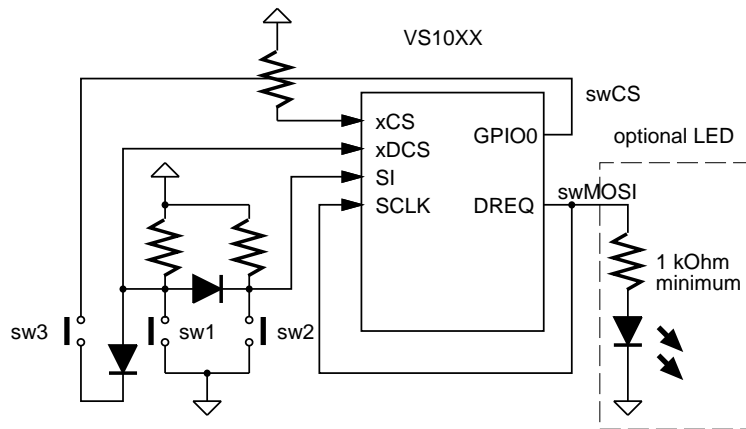 VS10XX
swCS
xCS
GPIO0
optional LED
xDCS
SI
swMOSI
SCLK
DREQ
1 kOhm
minimum
sw3
sw1
sw2